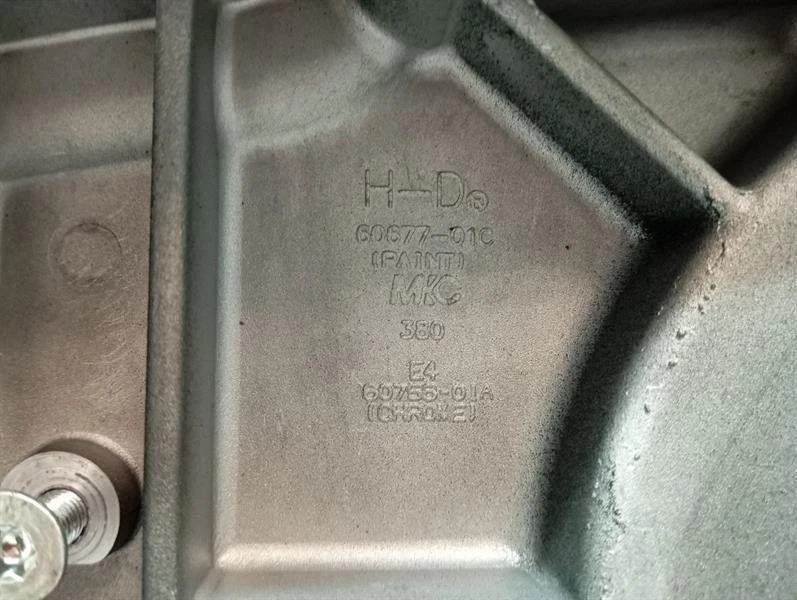 H-D®
60677-01C
(PAINT)
MKC
380
E4
60755-01A
(CHROME)